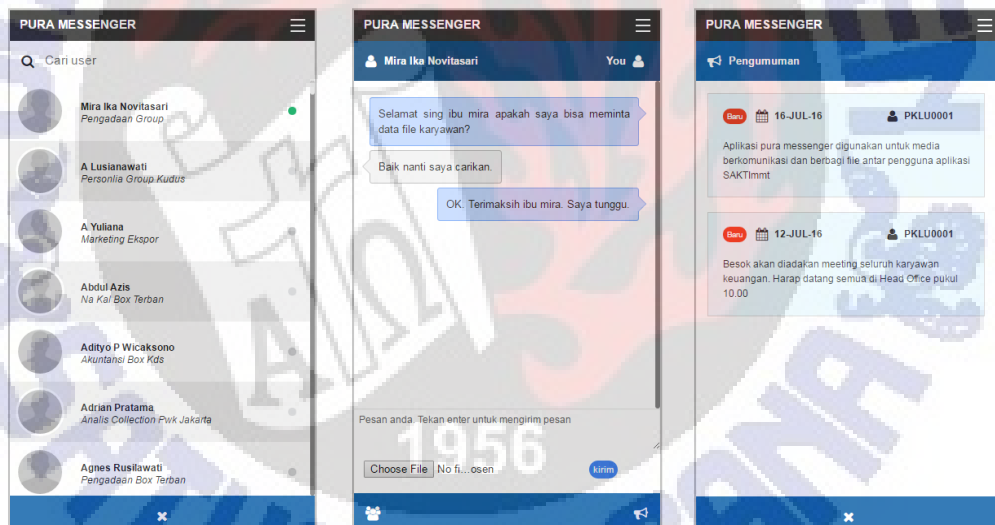 PURA MESSENGER
Cari user
Mira Ika Novitasari
Pengadaan Group
A Lusianawati
Personlia Group Kudus
A Yuliana
Marketing Ekspor
Abdul Azis
Na Kal Box Terban
Adityo P Wicaksono
Akuntansi Box Kds
Adrian Pratama
Analis Collection Pwk Jakarta
Agnes Rusilawati
Pengadaan Box Terban
PURA MESSENGER
Mira Ika Novitasari You
Selamat sing ibu mira apakah saya bisa meminta
data file karyawan?
Baik nanti saya carikan.
OK. Terimaksih ibu mira. Saya tunggu.
Pesan anda. Tekan enter untuk mengirim pesan
Choose File No fi...osen kirim
PURA MESSENGER
Pengumuman
Baru 16-JUL-16 PKLU0001
Aplikasi pura messenger digunakan untuk media
berkomunikasi dan berbagi file antar pengguna aplikasi
SAKTImmt
Baru 12-JUL-16 PKLU0001
Besok akan diadakan meeting seluruh karyawan
keuangan. Harap datang semua di Head Office pukul
10.00
1956